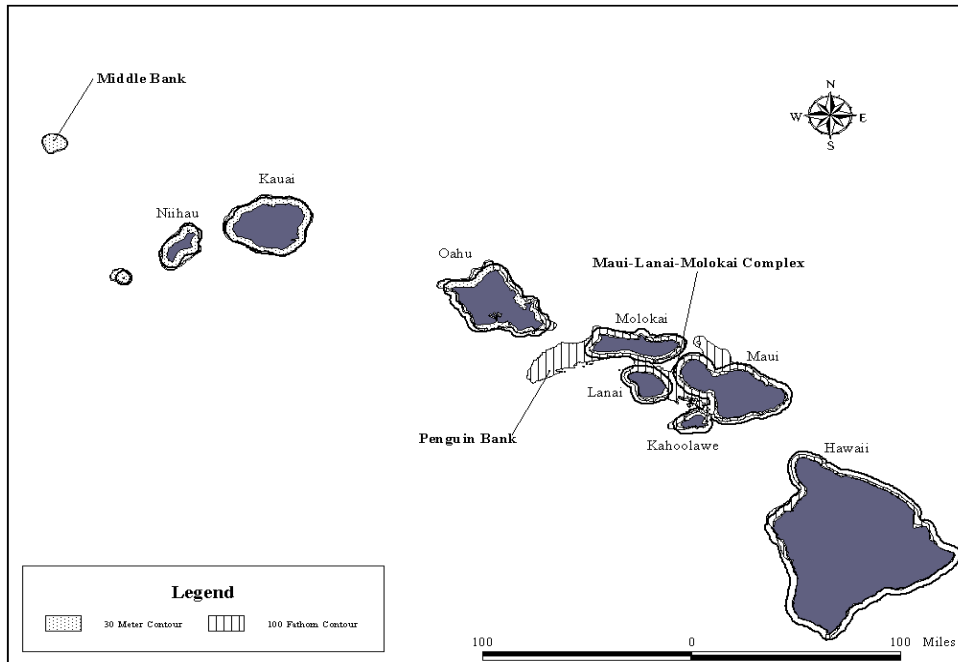 Middle Bank
N
W E
S
Kauai
Niihau
Oahu
Maui-Lanai-Molokai Complex
Molokai
Maui
Lanai
Penguin Bank
Kahoolawe
Hawaii
Legend
30 Meter Contour 100 Fathom Contour
100 0 100 Miles